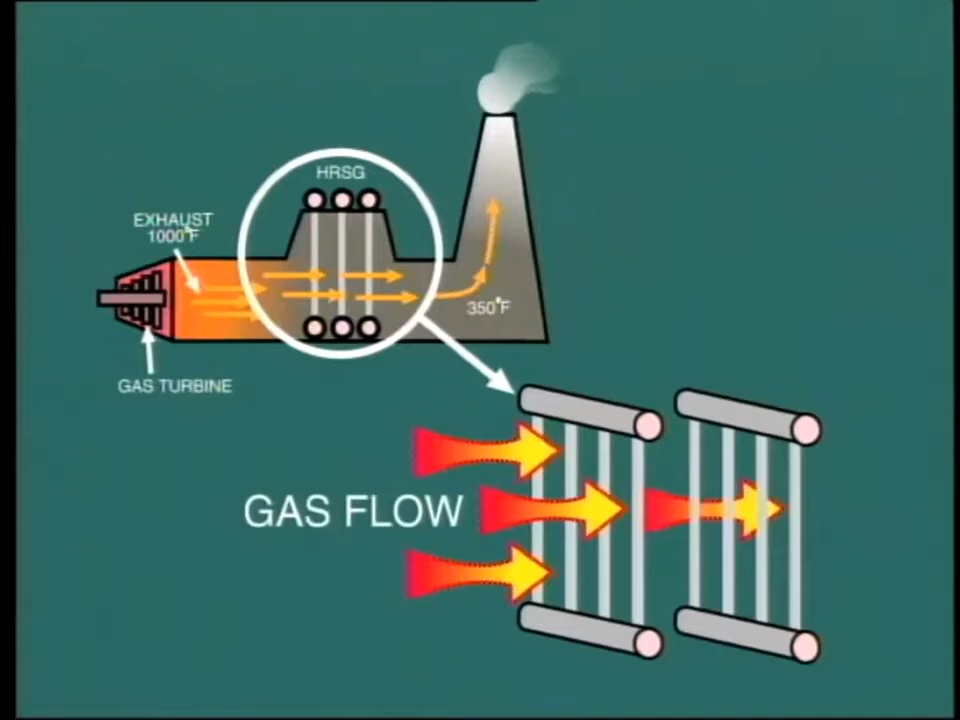 HRSG
EXHAUST
1000°F
350°F
GAS TURBINE
GAS FLOW